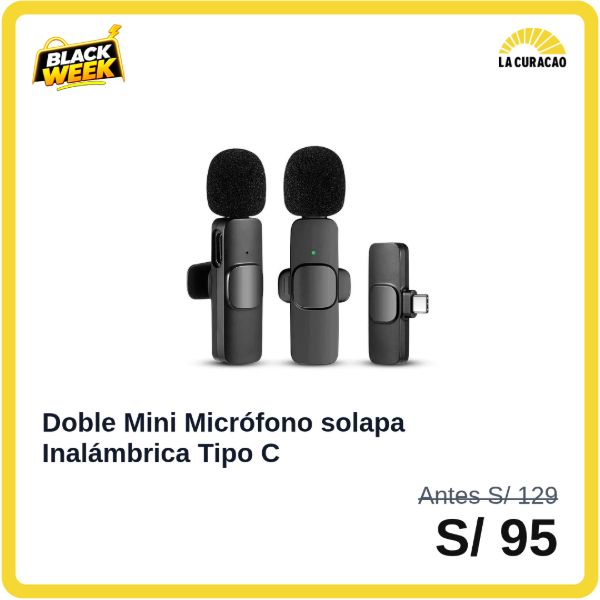 BLACK
WEEK
LA CURACAO
Doble Mini Micrófono solapa
Inalámbrica Tipo C
Antes S/ 129
S/ 95